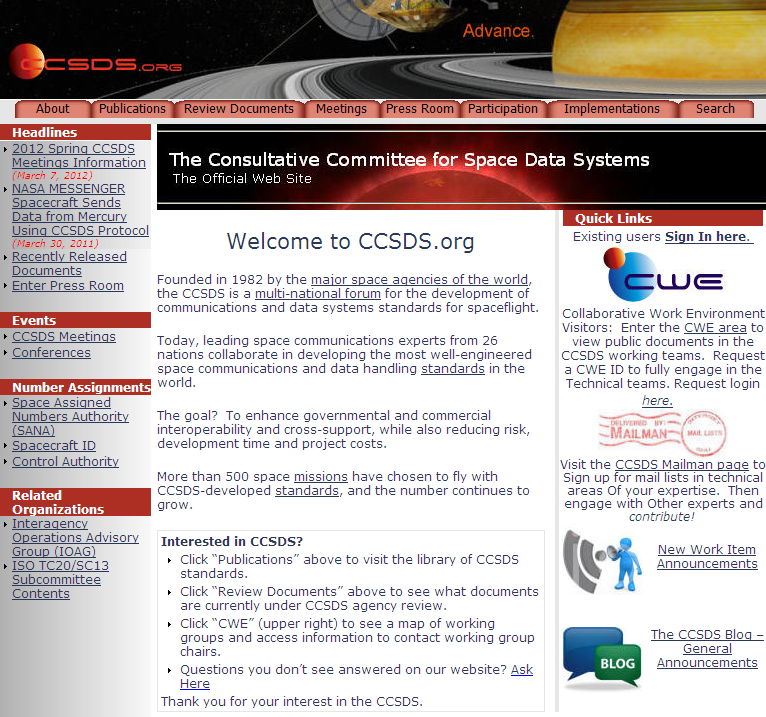 Advance.
CCSDS.ORG
About Publications Review Documents Meetings Press Room Participation Implementations Search
Headlines
2012 Spring CCSDS
Meetings Information
(March 7, 2012)
NASA MESSENGER
Spacecraft Sends
Data from Mercury
Using CCSDS Protocol
(March 30, 2011)
Recently Released
Documents
Enter Press Room
Events
CCSDS Meetings
Conferences
Number Assignments
Space Assigned
Numbers Authority
(SANA)
Spacecraft ID
Control Authority
Related
Organizations
Interagency
Operations Advisory
Group (IOAG)
ISO TC20/SC13
Subcommittee
Contents
The Consultative Committee for Space Data Systems
The Official Web Site
Welcome to CCSDS.org
Founded in 1982 by the major space agencies of the world,
the CCSDS is a multi-national forum for the development of
communications and data systems standards for spaceflight.
Today, leading space communications experts from 26
nations collaborate in developing the most well-engineered
space communications and data handling standards in the
world.
The goal?  To enhance governmental and commercial
interoperability and cross-support, while also reducing risk,
development time and project costs.
More than 500 space missions have chosen to fly with
CCSDS-developed standards, and the number continues to
grow.
Interested in CCSDS?
Click “Publications” above to visit the library of CCSDS
standards.
Click “Review Documents” above to see what documents
are currently under CCSDS agency review.
Click “CWE” (upper right) to see a map of working
groups and access information to contact working group
chairs.
Questions you don’t see answered on our website? Ask
Here
Thank you for your interest in the CCSDS.
Quick Links
Existing users Sign In here.
CWE
Collaborative Work Environment
Visitors:  Enter the CWE area to
view public documents in the
CCSDS working teams.  Request
a CWE ID to fully engage in the
Technical teams. Request login
here.
DELIVERED BY:
MAILMAN
MAIL LISTS
Visit the CCSDS Mailman page to
Sign up for mail lists in technical
areas Of your expertise.  Then
engage with Other experts and
contribute!
New Work Item
Announcements
BLOG
The CCSDS Blog –
General
Announcements